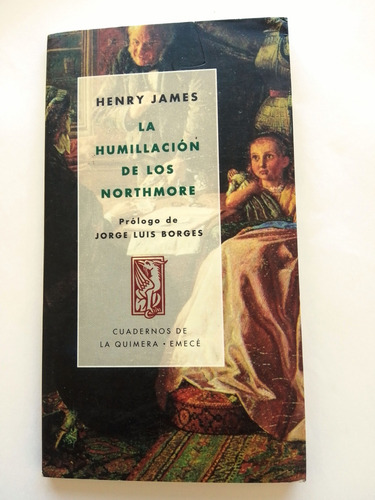 HENRY JAMES
LA
HUMILLACIÓN
DE LOS
NORTHMORE
Prólogo de
JORGE LUIS BORGES
CUADERNOS DE
LA QUIMERA • EMECÉ